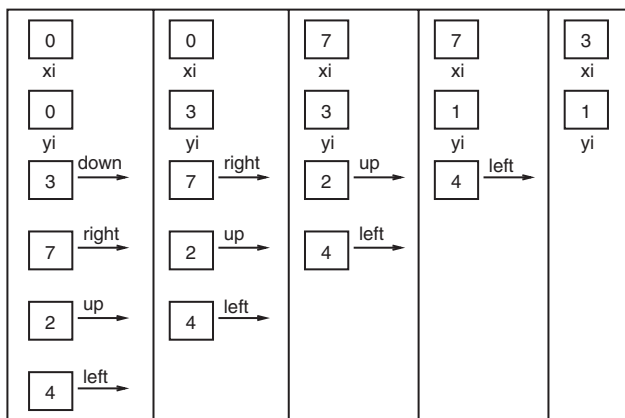 0
xi
0
yi
3 down
7 right
2 up
4 left
0
xi
3
yi
7 right
2 up
4 left
7
xi
3
yi
2 up
4 left
7
xi
1
yi
4 left
3
xi
1
yi